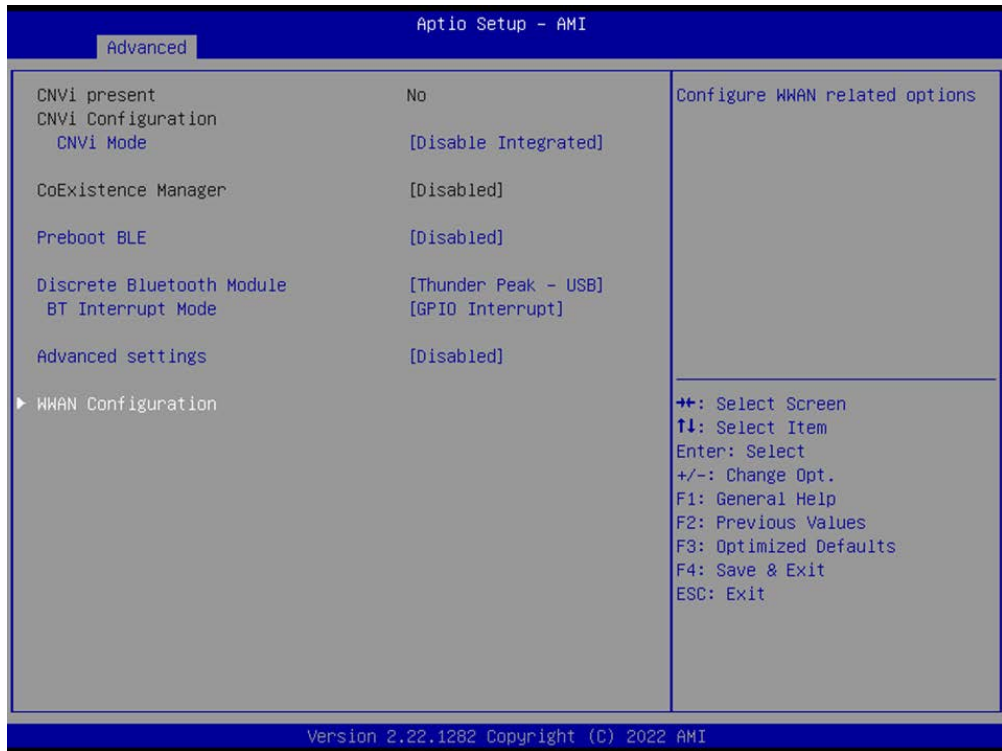 Aptio Setup – AMI
Advanced
CNVi present No
CNVi Configuration
CNVi Mode [Disable Integrated]
CoExistence Manager [Disabled]
Preboot BLE [Disabled]
Discrete Bluetooth Module [Thunder Peak – USB]
BT Interrupt Mode [GPIO Interrupt]
Advanced settings [Disabled]
► WWAN Configuration
Configure WWAN related options
→←: Select Screen
↑↓: Select Item
Enter: Select
+/-: Change Opt.
F1: General Help
F2: Previous Values
F3: Optimized Defaults
F4: Save & Exit
ESC: Exit
Version 2.22.1282 Copyright (C) 2022 AMI